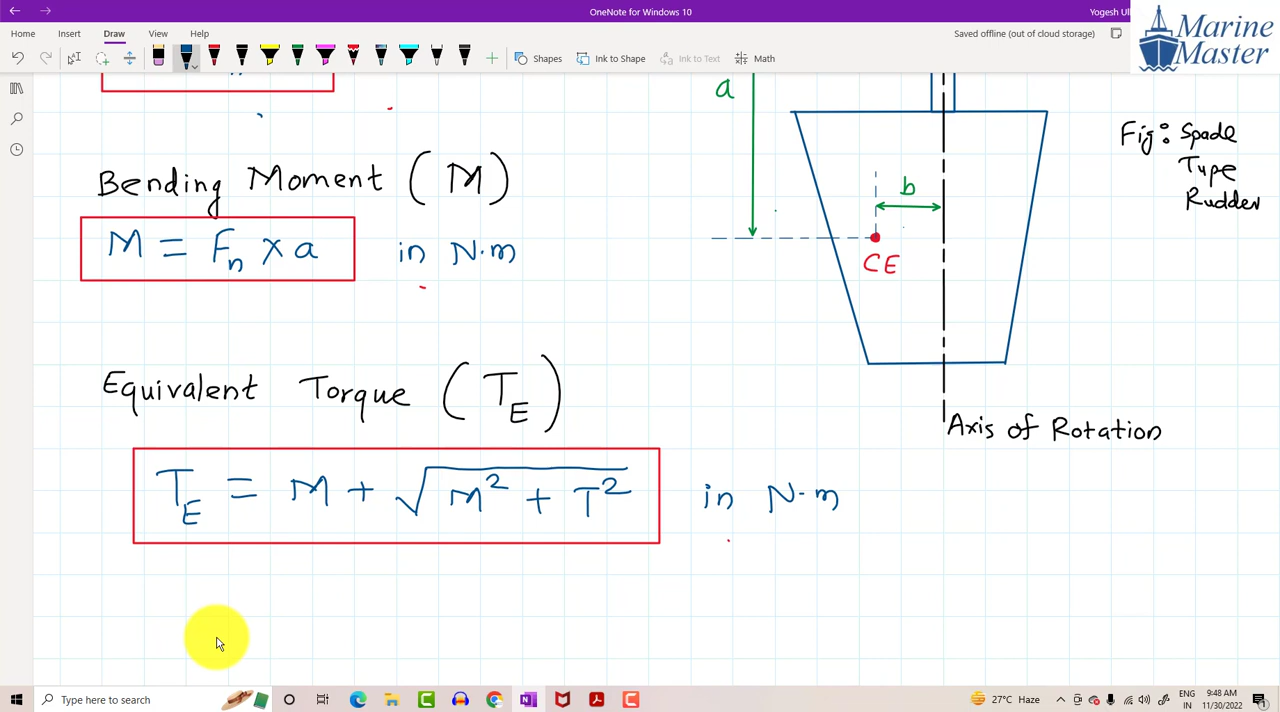 OneNote for Windows 10
Yogesh Ull
Marine
Master
Home Insert Draw View Help
Saved offline (out of cloud storage)
Shapes Ink to Shape Ink to Text Math
a
Fig: Spade
Type
Rudder
Bending Moment (M)
M = Fn × a in N·m
b
CE
Equivalent Torque (TE)
Axis of Rotation
TE = M + √M² + T² in N·m
Type here to search
27°C Haze
ENG
IN
9:48 AM
11/30/2022